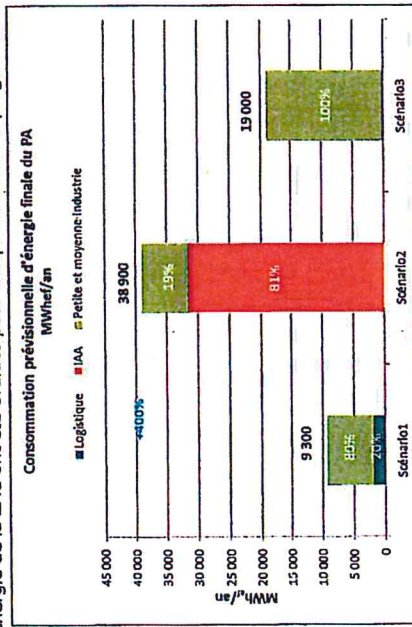 Consommation prévisionnelle d'énergie finale du PA
MWhef/an
Logistique IAA Petite et moyenne-Industrie
MWhef/an
45 000
40 000
35 000
30 000
25 000
20 000
15 000
10 000
5 000
0
+400%
9 300
80%
20%
38 900
19%
81%
19 000
100%
Scénario1
Scénario2
Scénario3